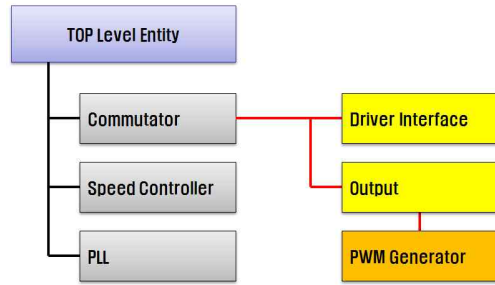 TOP Level Entity
Commutator
Driver Interface
Speed Controller
Output
PLL
PWM Generator